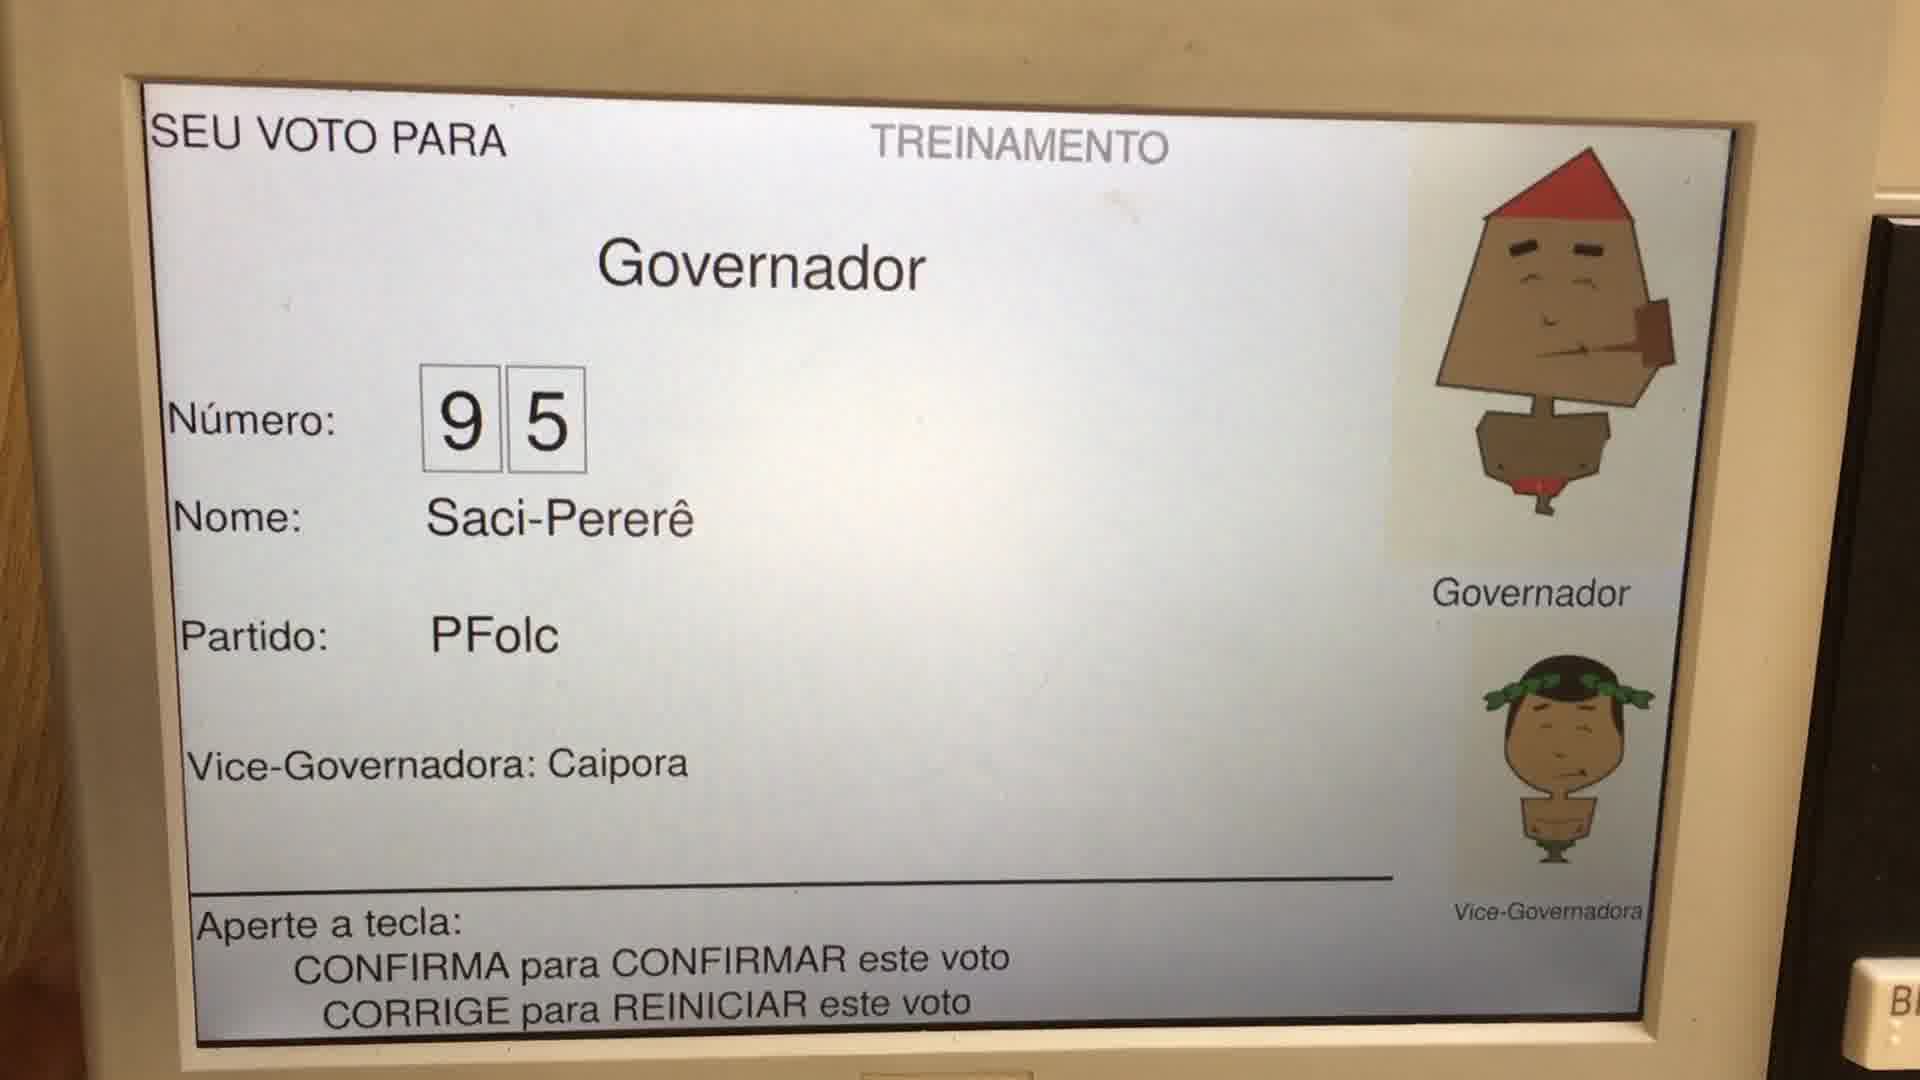 SEU VOTO PARA
TREINAMENTO
Governador
Número: 9 5
Nome: Saci-Pererê
Partido: PFolc
Vice-Governadora: Caipora
Governador
Vice-Governadora
Aperte a tecla:
CONFIRMA para CONFIRMAR este voto
CORRIGE para REINICIAR este voto